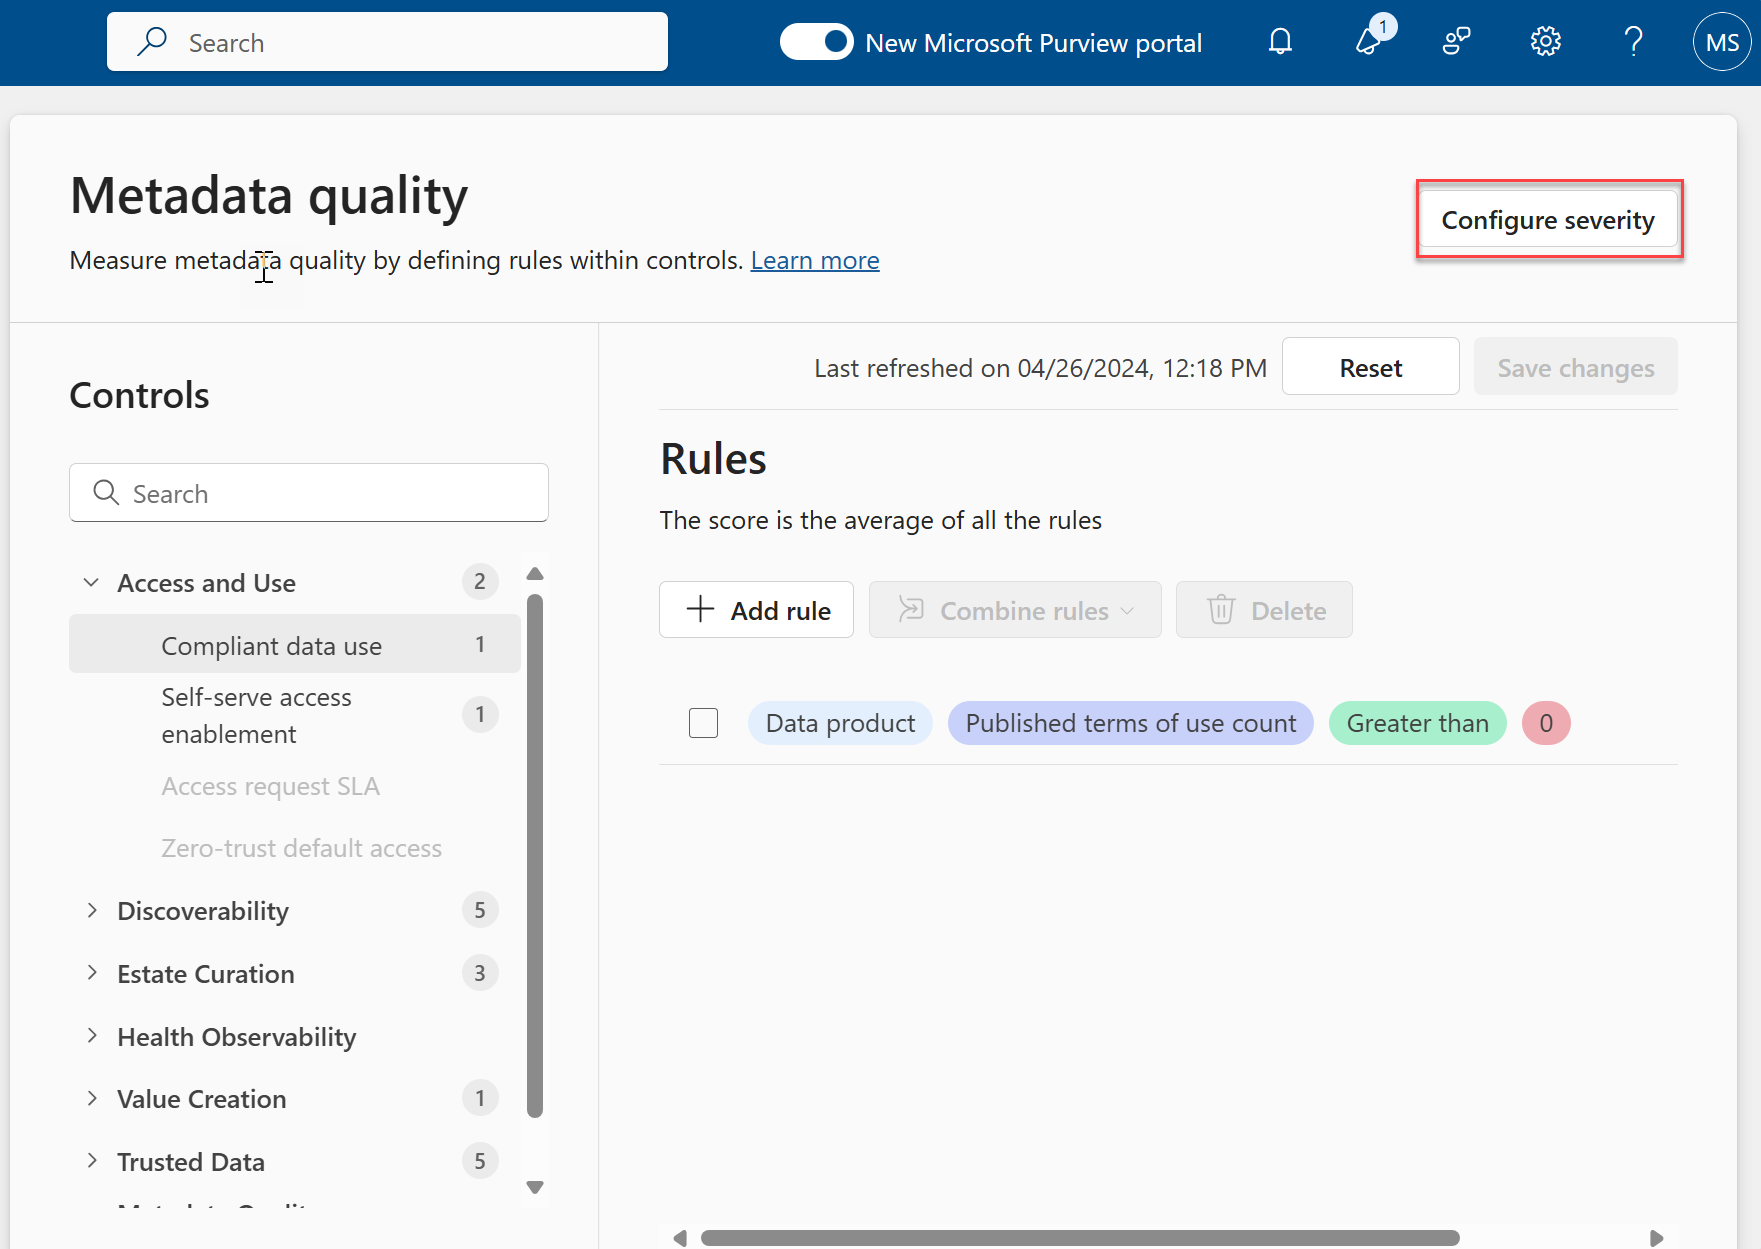 Search
New Microsoft Purview portal
1
MS
Metadata quality
Measure metadata quality by defining rules within controls. Learn more
Configure severity
Controls
Search
Access and Use 2
Compliant data use 1
Self-serve access
enablement 1
Access request SLA
Zero-trust default access
Discoverability 5
Estate Curation 3
Health Observability
Value Creation 1
Trusted Data 5
Last refreshed on 04/26/2024, 12:18 PM
Reset
Save changes
Rules
The score is the average of all the rules
Add rule
Combine rules
Delete
Data product Published terms of use count Greater than 0